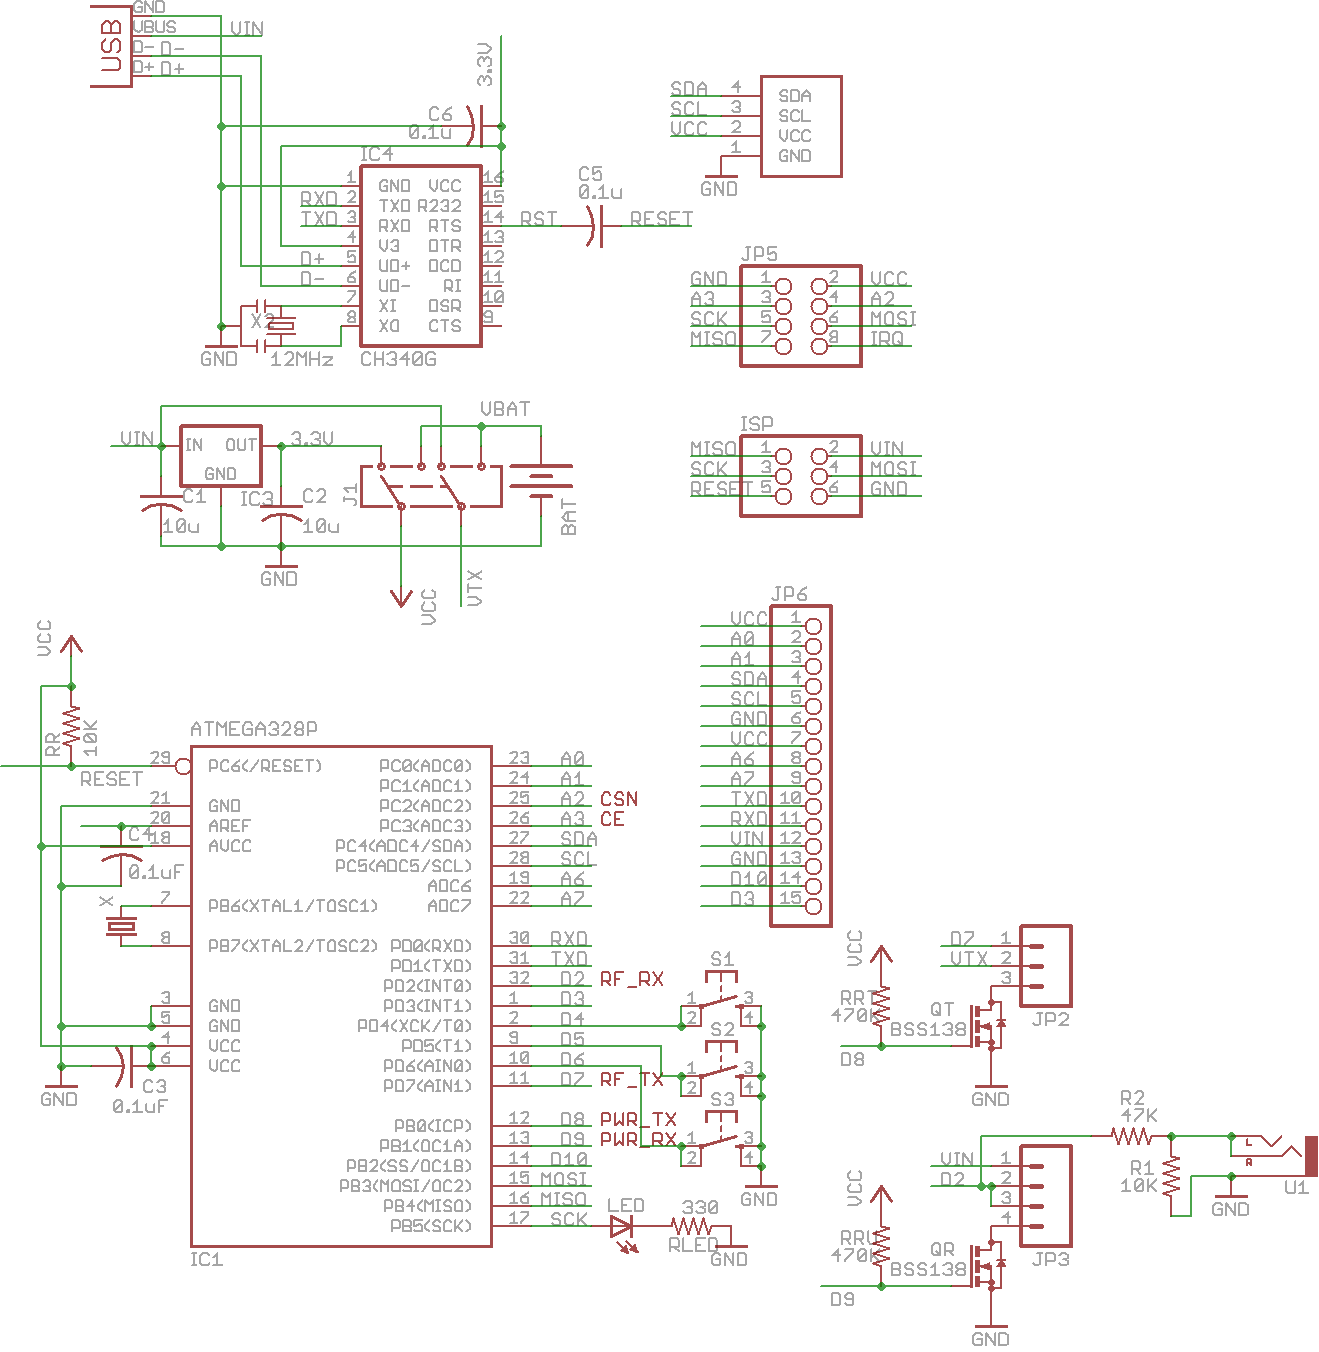 USB
GND
VBUS
D- D-
D+ D+
VIN
3.3V
C6
0.1u
IC4
1 GND VCC 16
RXD 2 TXD R232 15
TXD 3 RXD RTS 14 RST
4 V3 DTR 13
D+ 5 UD+ DCD 12
D- 6 UD- RI 11
7 XI DSR 10
8 XO CTS 9
X2
GND
12MHz
CH340G
C5
0.1u
RESET
SDA 4 SDA
SCL 3 SCL
VCC 2 VCC
1 GND
GND
JP5
GND 1 2 VCC
A3 3 4 A2
SCK 5 6 MOSI
MISO 7 8 IRQ
VIN
IN OUT
GND
3.3V
C1
10u
IC3
C2
10u
GND
J1
VBAT
BAT
VCC
VTX
ISP
MISO 1 2 VIN
SCK 3 4 MOSI
RESET 5 6 GND
JP6
VCC 1
A0 2
A1 3
SDA 4
SCL 5
GND 6
VCC 7
A6 8
A7 9
TXD 10
RXD 11
VIN 12
GND 13
D10 14
D3 15
VCC
RR
10K
RESET
ATMEGA328P
29 PC6(/RESET)
21 GND
20 AREF
18 AVCC
C4
0.1uF
X
7 PB6(XTAL1/TOSC1)
8 PB7(XTAL2/TOSC2)
3 GND
5 GND
4 VCC
6 VCC
GND
C3
0.1uF
PC0(ADC0) 23 A0
PC1(ADC1) 24 A1
PC2(ADC2) 25 A2 CSN
PC3(ADC3) 26 A3 CE
PC4(ADC4/SDA) 27 SDA
PC5(ADC5/SCL) 28 SCL
ADC6 19 A6
ADC7 22 A7
PD0(RXD) 30 RXD
PD1(TXD) 31 TXD
PD2(INT0) 32 D2 RF_RX
PD3(INT1) 1 D3
PD4(XCK/T0) 2 D4
PD5(T1) 9 D5
PD6(AIN0) 10 D6
PD7(AIN1) 11 D7 RF_TX
PB0(ICP) 12 D8 PWR_TX
PB1(OC1A) 13 D9 PWR_RX
PB2(SS/OC1B) 14 D10
PB3(MOSI/OC2) 15 MOSI
PB4(MISO) 16 MISO
PB5(SCK) 17 SCK
IC1
S1
1 3
2 4
S2
1 3
2 4
S3
1 3
2 4
GND
LED
330
RLED
GND
VCC
RRT
470K
D8
QT
BSS138
GND
D7 1
VTX 2
3
JP2
VCC
470K
D9
QR
BSS138
GND
VIN 1
D2 2
3
4
JP3
R2
47K
R1
10K
L
R
U1
GND